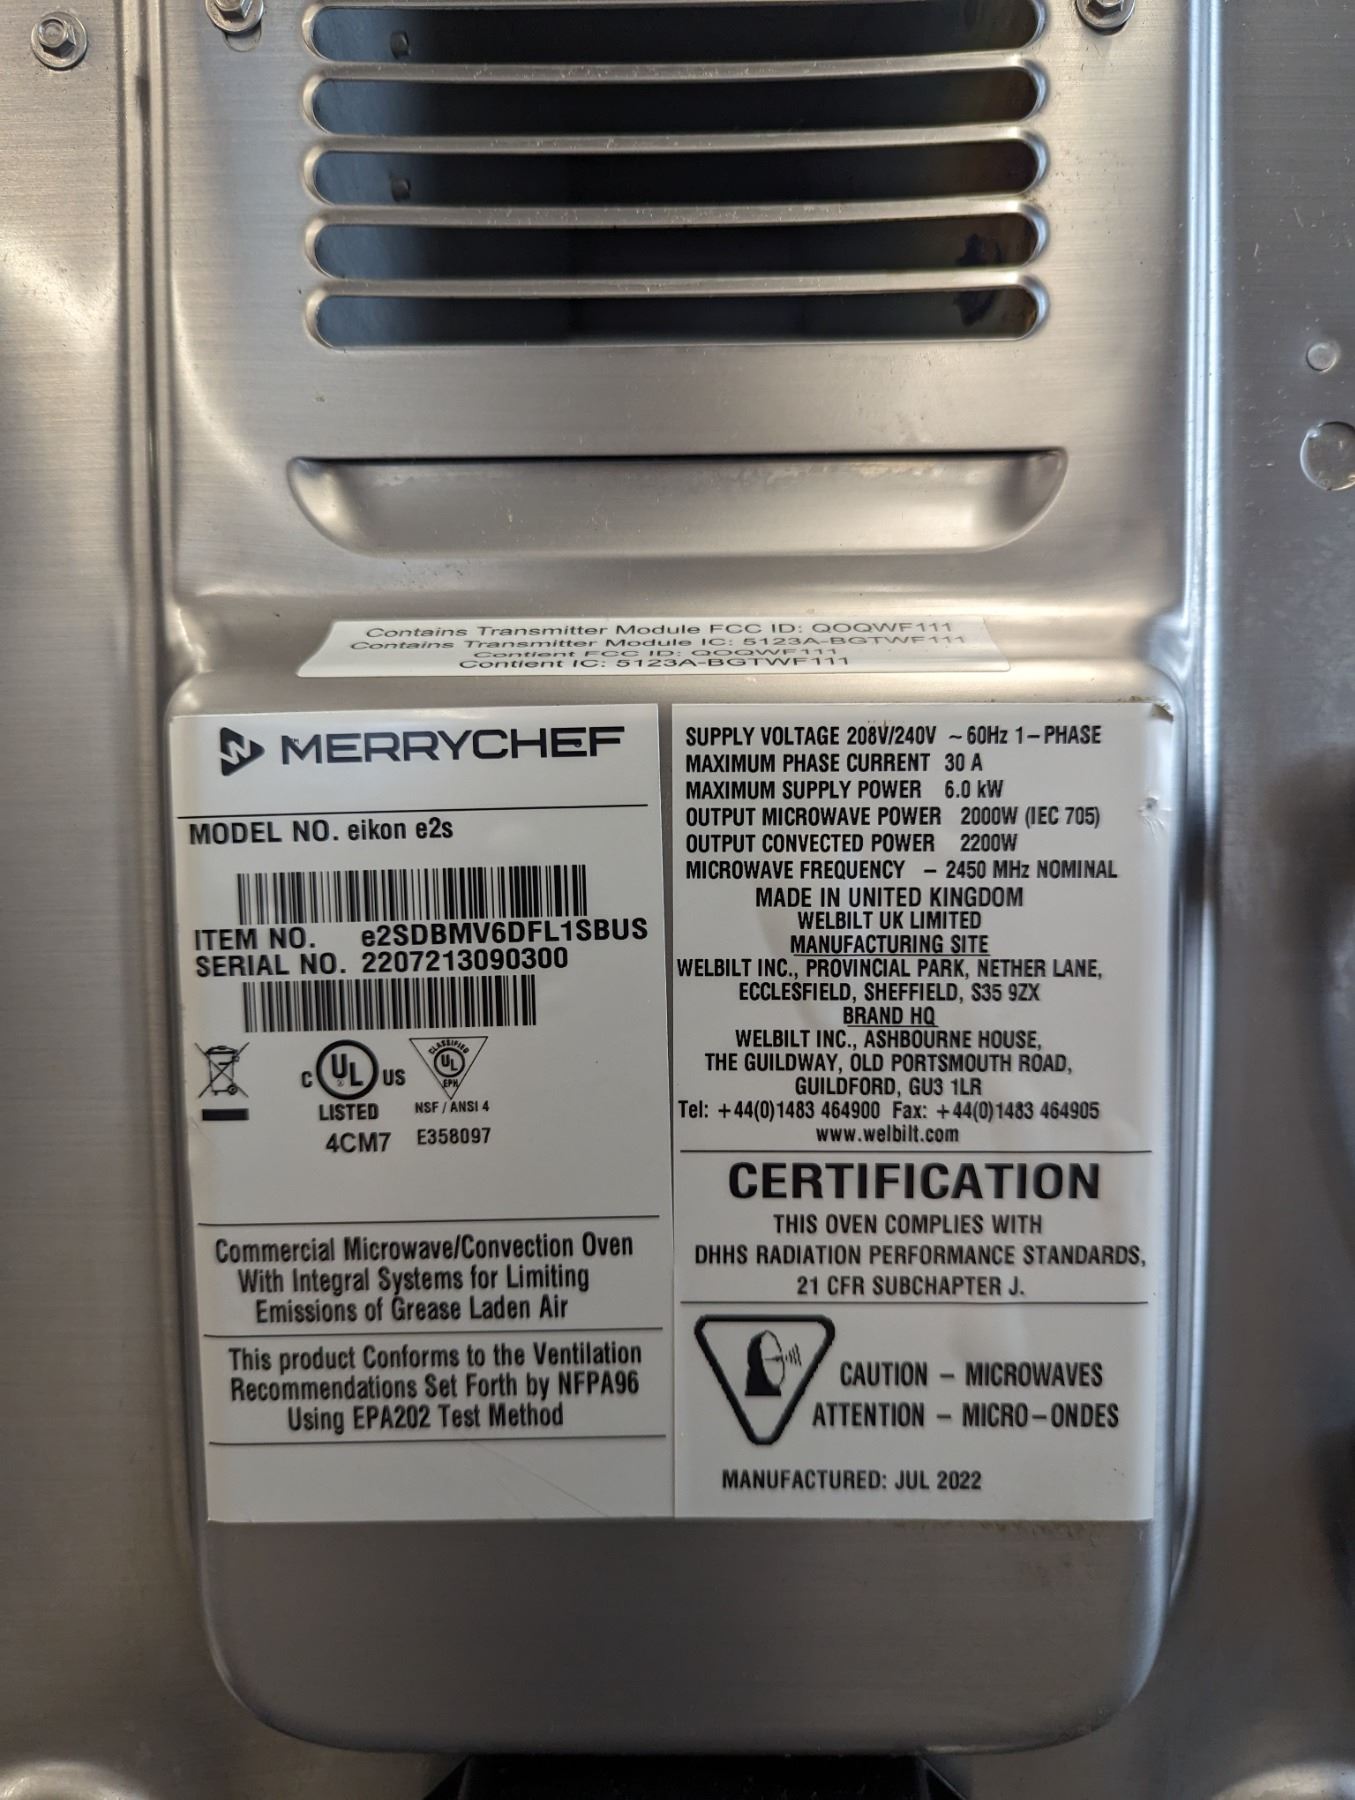 Contains Transmitter Module FCC ID: QOQWF111
Contains Transmitter Module IC: 5123A-BGTWF111
Contient FCC ID: QOQWF111
Contient IC: 5123A-BGTWF111
MERRYCHEF
MODEL NO. eikon e2s
ITEM NO. e2SDBMV6DFL1SBUS
SERIAL NO. 2207213090300
C UL US
LISTED
4CM7
CLASSIFIED
UL
EPH
NSF / ANSI 4
E358097
Commercial Microwave/Convection Oven
With Integral Systems for Limiting
Emissions of Grease Laden Air
This product Conforms to the Ventilation
Recommendations Set Forth by NFPA96
Using EPA202 Test Method
SUPPLY VOLTAGE 208V/240V ~ 60Hz 1-PHASE
MAXIMUM PHASE CURRENT 30 A
MAXIMUM SUPPLY POWER 6.0 kW
OUTPUT MICROWAVE POWER 2000W (IEC 705)
OUTPUT CONVECTED POWER 2200W
MICROWAVE FREQUENCY - 2450 MHz NOMINAL
MADE IN UNITED KINGDOM
WELBILT UK LIMITED
MANUFACTURING SITE
WELBILT INC., PROVINCIAL PARK, NETHER LANE,
ECCLESFIELD, SHEFFIELD, S35 9ZX
BRAND HQ
WELBILT INC., ASHBOURNE HOUSE,
THE GUILDWAY, OLD PORTSMOUTH ROAD,
GUILDFORD, GU3 1LR
Tel: +44(0)1483 464900 Fax: +44(0)1483 464905
www.welbilt.com
CERTIFICATION
THIS OVEN COMPLIES WITH
DHHS RADIATION PERFORMANCE STANDARDS,
21 CFR SUBCHAPTER J.
CAUTION - MICROWAVES
ATTENTION - MICRO-ONDES
MANUFACTURED: JUL 2022